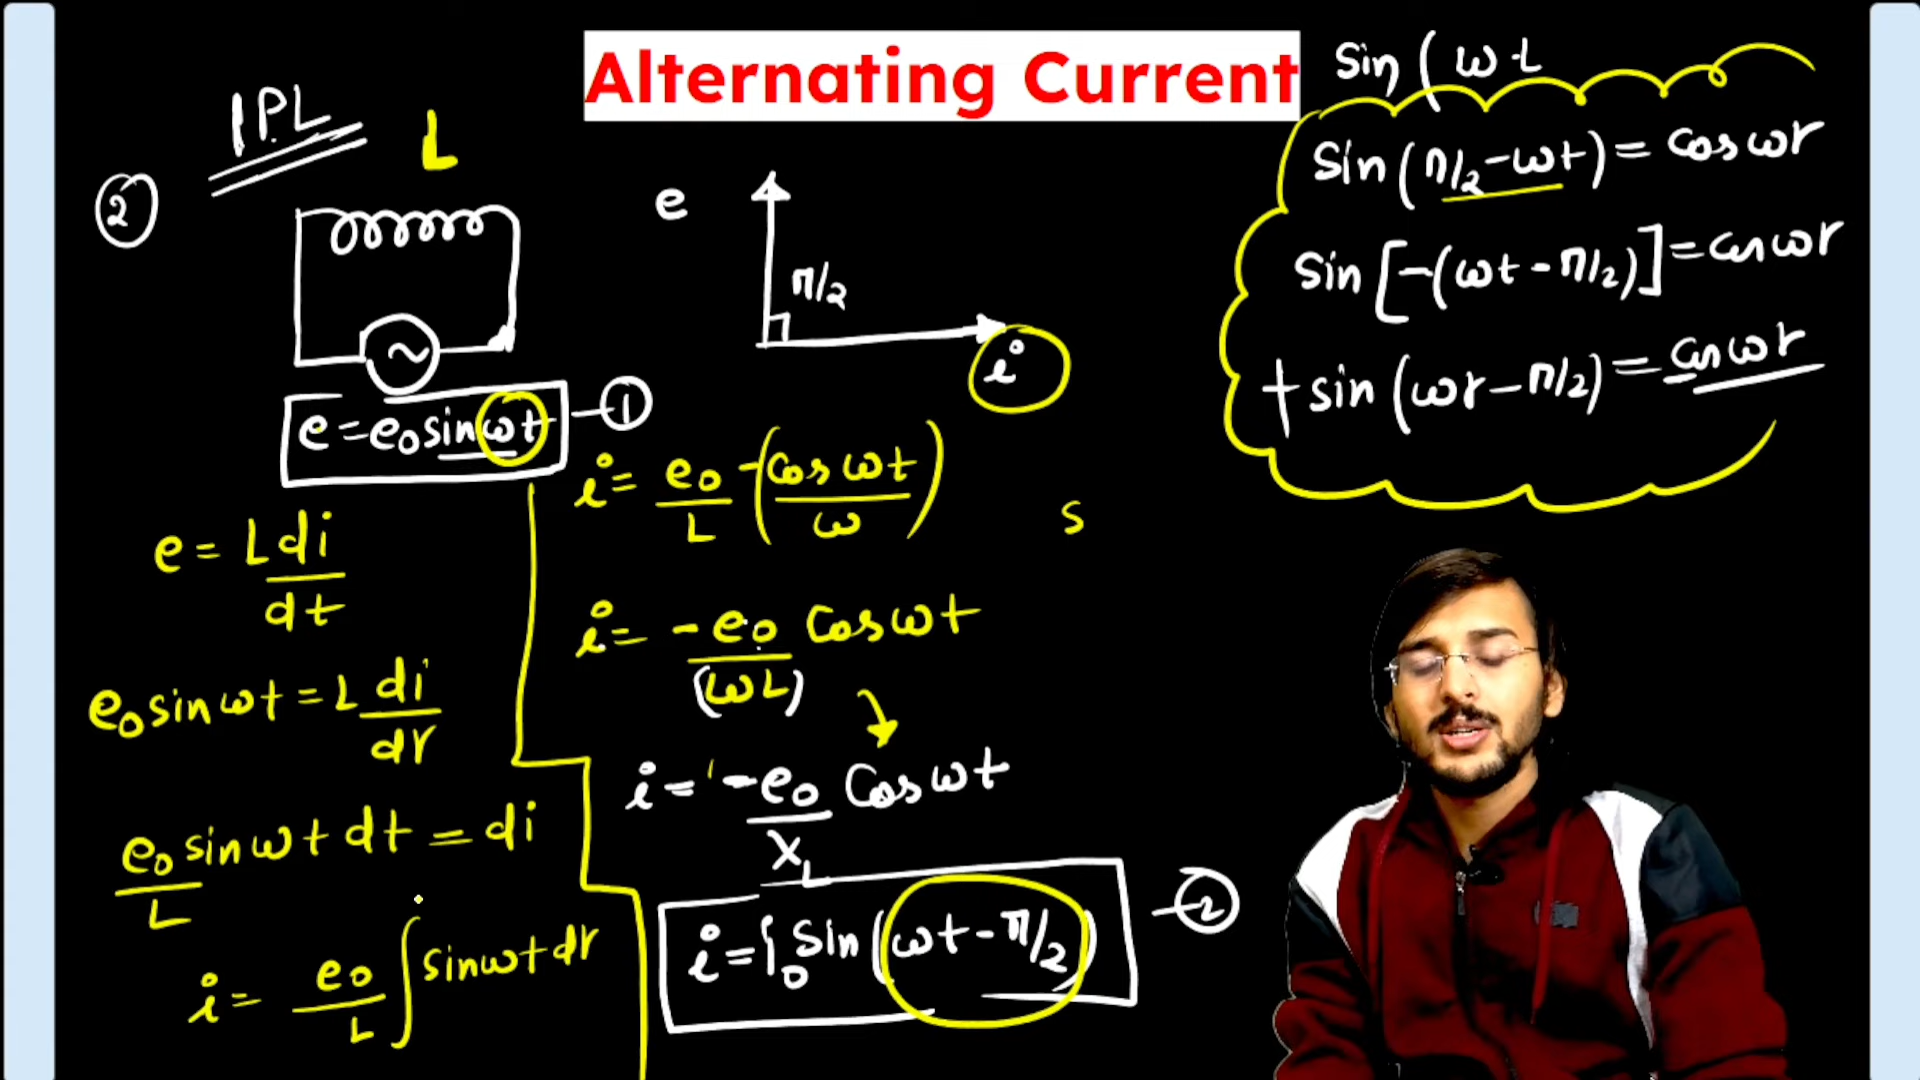 Alternating Current
IPL
L
2
e = e₀ sin ωt —①
e = L di/dt
e₀ sin ωt = L di/dt
e₀/L sin ωt dt = di
i = e₀/L ∫ sin ωt dt
e
π/2
i
i = e₀/L -(cos ωt/ω)
s
i = -e₀/(ωL) cos ωt
i = -e₀/X_L cos ωt
i = i₀ sin (ωt - π/2) —②
sin ( ωt
sin (π/2 - ωt) = cos ωt
sin [-(ωt - π/2)] = cos ωt
+ sin (ωt - π/2) = cos ωt